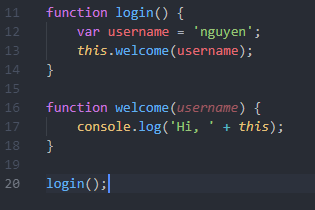 11 function login() {
12 var username = 'nguyen';
13 this.welcome(username);
14 }
15
16 function welcome(username) {
17 console.log('Hi, ' + this);
18 }
19
20 login();